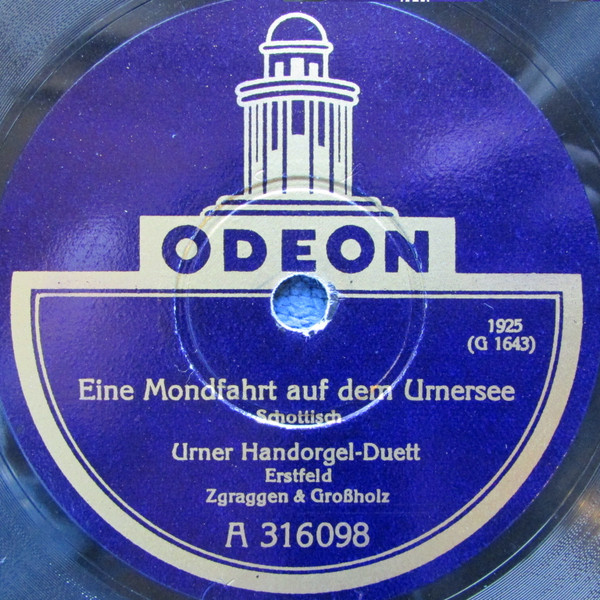 ODEON
1925
(G 1643)
Eine Mondfahrt auf dem Urnersee
Schottisch
Urner Handorgel-Duett
Erstfeld
Zgraggen & Großholz
A 316098